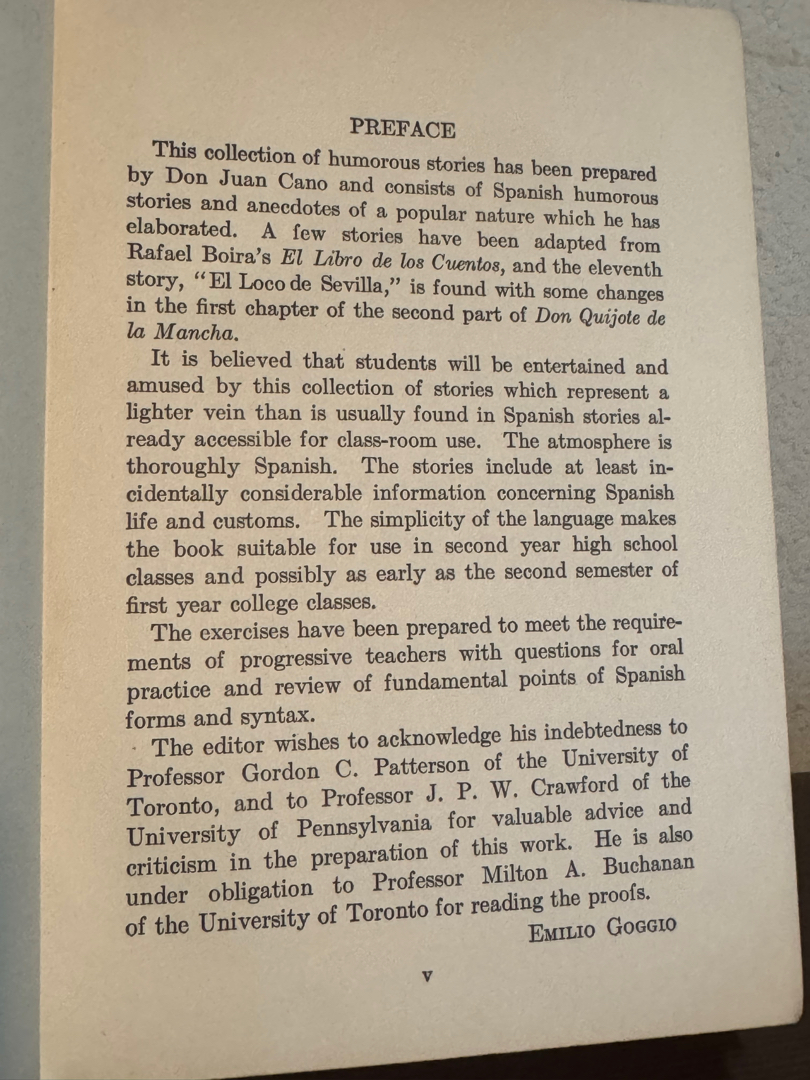 PREFACE
This collection of humorous stories has been prepared
by Don Juan Cano and consists of Spanish humorous
stories and anecdotes of a popular nature which he has
elaborated. A few stories have been adapted from
Rafael Boira's El Libro de los Cuentos, and the eleventh
story, "El Loco de Sevilla," is found with some changes
in the first chapter of the second part of Don Quijote de
la Mancha.
It is believed that students will be entertained and
amused by this collection of stories which represent a
lighter vein than is usually found in Spanish stories al-
ready accessible for class-room use. The atmosphere is
thoroughly Spanish. The stories include at least in-
cidentally considerable information concerning Spanish
life and customs. The simplicity of the language makes
the book suitable for use in second year high school
classes and possibly as early as the second semester of
first year college classes.
The exercises have been prepared to meet the require-
ments of progressive teachers with questions for oral
practice and review of fundamental points of Spanish
forms and syntax.
The editor wishes to acknowledge his indebtedness to
Professor Gordon C. Patterson of the University of
Toronto, and to Professor J. P. W. Crawford of the
University of Pennsylvania for valuable advice and
criticism in the preparation of this work. He is also
under obligation to Professor Milton A. Buchanan
of the University of Toronto for reading the proofs.
EMILIO GOGGIO
v